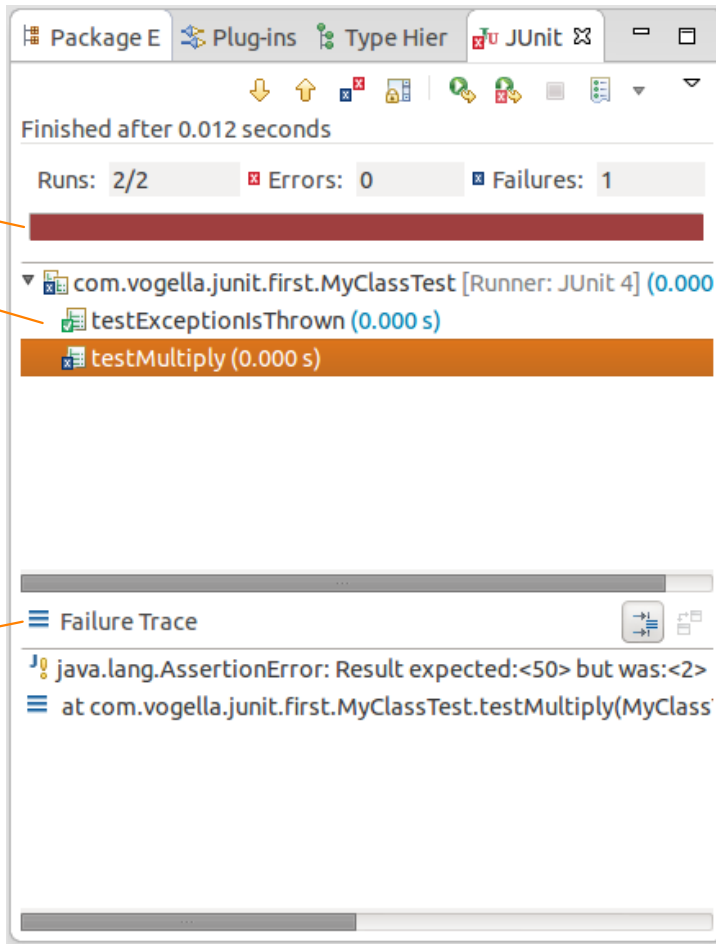 Package E Plug-ins Type Hier JUnit
Finished after 0.012 seconds
Runs: 2/2 Errors: 0 Failures: 1
com.vogella.junit.first.MyClassTest [Runner: JUnit 4] (0.000
testExceptionIsThrown (0.000 s)
testMultiply (0.000 s)
Failure Trace
java.lang.AssertionError: Result expected:<50> but was:<2>
at com.vogella.junit.first.MyClassTest.testMultiply(MyClass